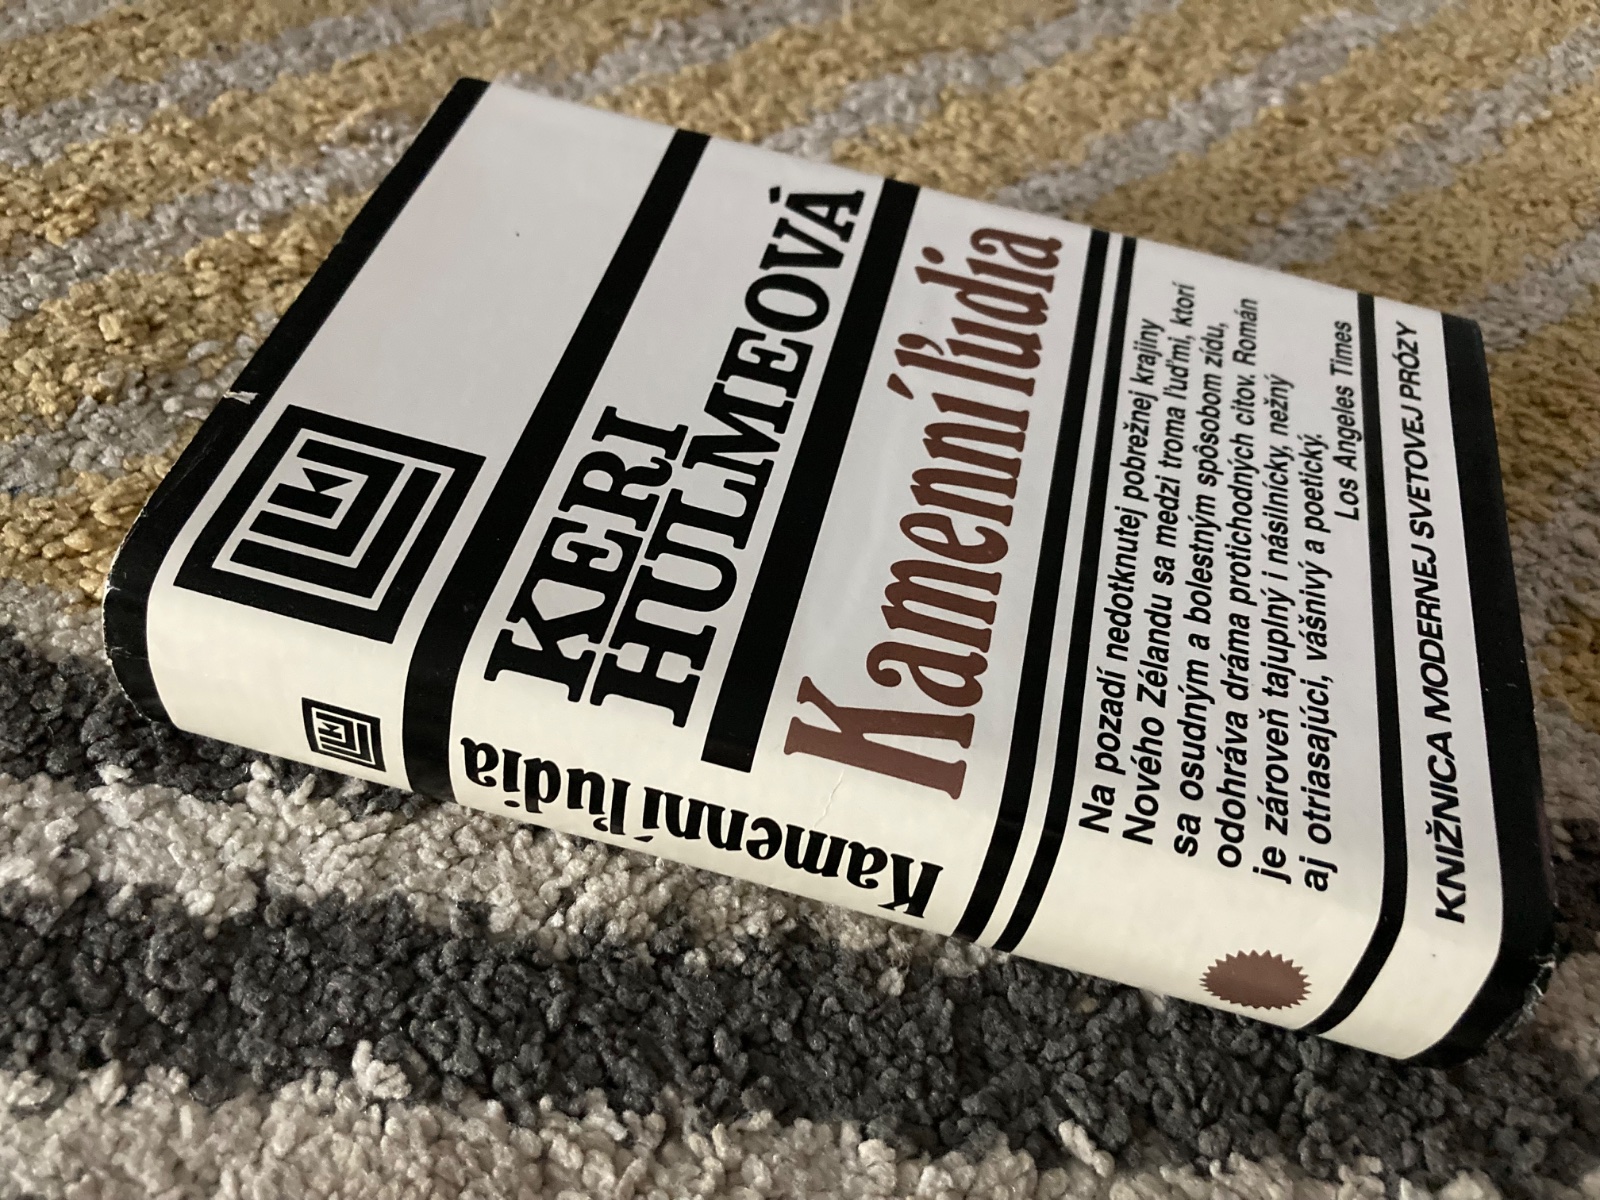 KERI
HULMEOVÁ
Kamenní ľudia
Na pozadí nedotknutej pobrežnej krajiny
Nového Zélandu sa medzi troma ľuďmi, ktorí
sa osudným a bolestným spôsobom zídu,
odohráva dráma protichodných citov. Román
je zároveň tajuplný i násilnícky, nežný
aj otriasajúci, vášnivý a poetický.
Los Angeles Times
KNIŽNICA MODERNEJ SVETOVEJ PRÓZY
Kamenní ľudia